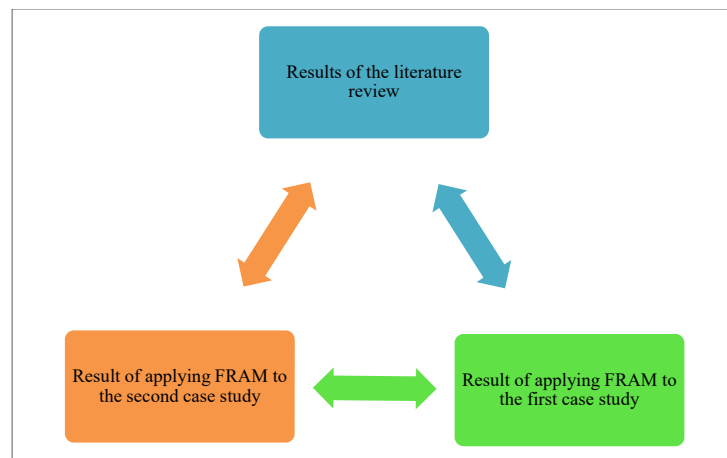 Results of the literature
review
Result of applying FRAM to
the second case study
Result of applying FRAM to
the first case study